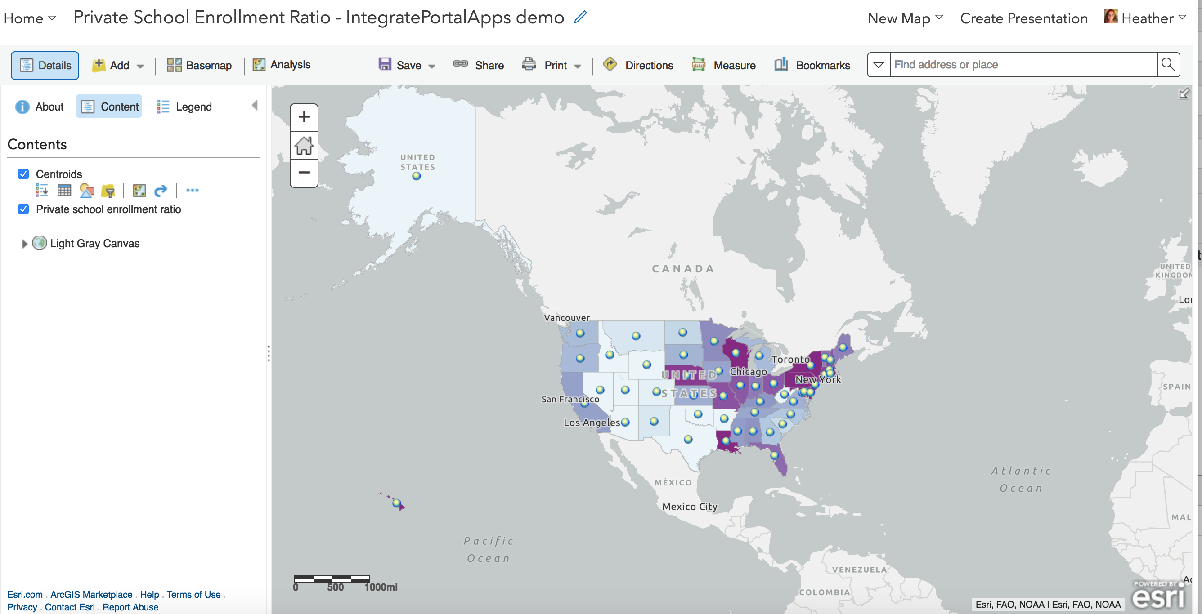 Home
Private School Enrollment Ratio - IntegratePortalApps demo
New Map
Create Presentation
Heather
Details
Add
Basemap
Analysis
Save
Share
Print
Directions
Measure
Bookmarks
Find address or place
About
Content
Legend
Contents
Centroids
Private school enrollment ratio
Light Gray Canvas
+
−
UNITED
STATES
CANADA
UNITED
KINGDOM
Vancouver
Toronto
Chicago
New York
UNITED
STATES
San Francisco
Los Angeles
SPAIN
MÉXICO
Mexico City
Atlantic
Ocean
Pacific
Ocean
MAL
VENEZUELA
COLOMBIA
0 500 1000mi
Esri.com . ArcGIS Marketplace . Help . Terms of Use .
Privacy . Contact Esri . Report Abuse
Esri, FAO, NOAA | Esri, FAO, NOAA
POWERED BY
esri